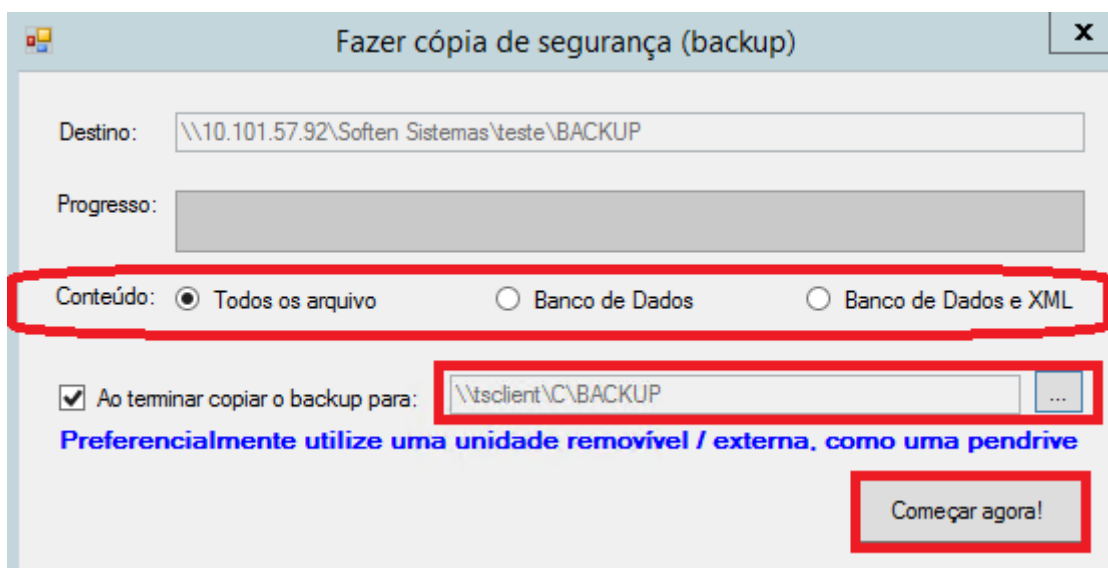 Fazer cópia de segurança (backup)
x
Destino: \\10.101.57.92\Soften Sistemas\teste\BACKUP
Progresso:
Conteúdo: Todos os arquivo Banco de Dados Banco de Dados e XML
Ao terminar copiar o backup para: \\tsclient\C\BACKUP ...
Preferencialmente utilize uma unidade removível / externa, como uma pendrive
Começar agora!